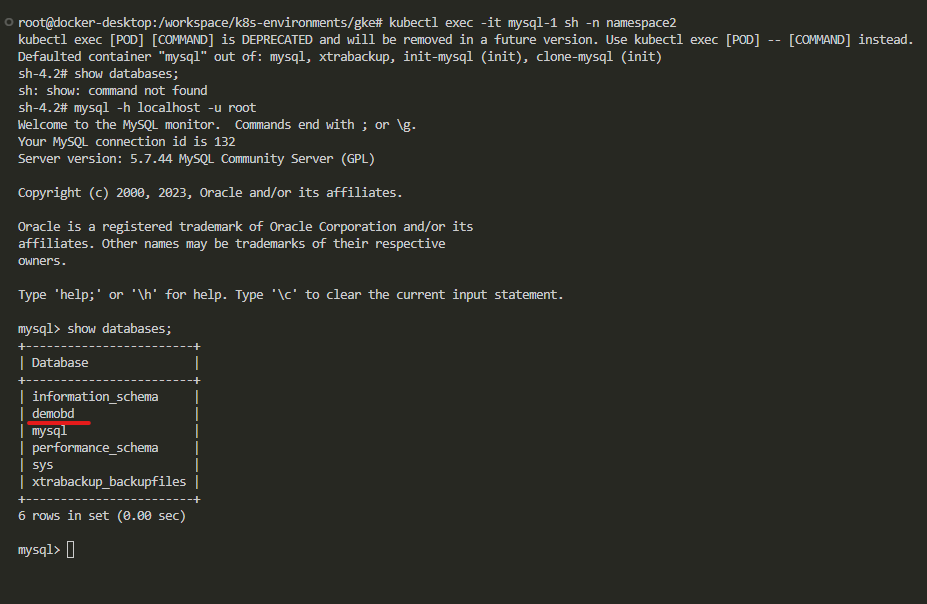 root@docker-desktop:/workspace/k8s-environments/gke# kubectl exec -it mysql-1 sh -n namespace2
kubectl exec [POD] [COMMAND] is DEPRECATED and will be removed in a future version. Use kubectl exec [POD] -- [COMMAND] instead.
Defaulted container "mysql" out of: mysql, xtrabackup, init-mysql (init), clone-mysql (init)
sh-4.2# show databases;
sh: show: command not found
sh-4.2# mysql -h localhost -u root
Welcome to the MySQL monitor.  Commands end with ; or \g.
Your MySQL connection id is 132
Server version: 5.7.44 MySQL Community Server (GPL)

Copyright (c) 2000, 2023, Oracle and/or its affiliates.

Oracle is a registered trademark of Oracle Corporation and/or its
affiliates. Other names may be trademarks of their respective
owners.

Type 'help;' or '\h' for help. Type '\c' to clear the current input statement.

mysql> show databases;
+------------------------+
| Database               |
+------------------------+
| information_schema     |
| demobd                 |
| mysql                  |
| performance_schema     |
| sys                    |
| xtrabackup_backupfiles |
+------------------------+
6 rows in set (0.00 sec)

mysql>